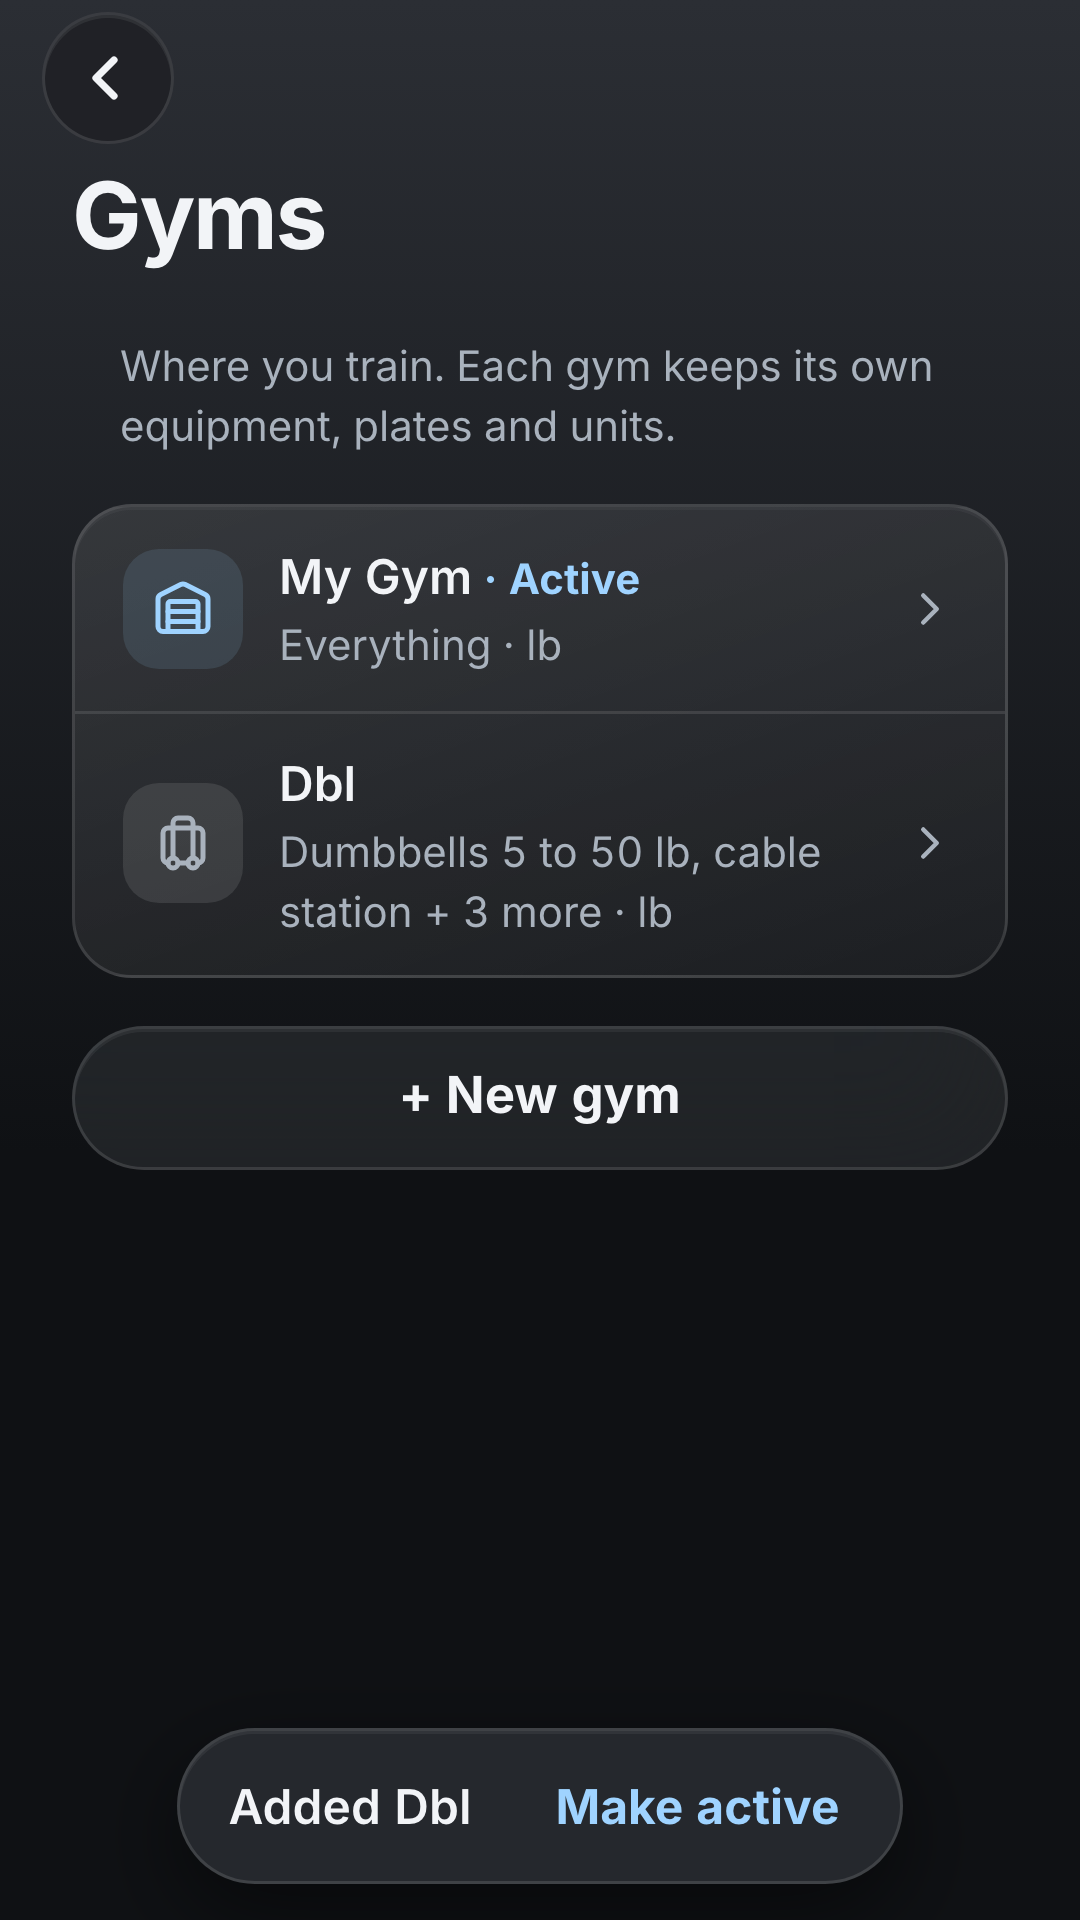 Gyms
Where you train. Each gym keeps its own
equipment, plates and units.
My Gym · Active
Everything · lb
Dbl
Dumbbells 5 to 50 lb, cable
station + 3 more · lb
+ New gym
Added Dbl Make active